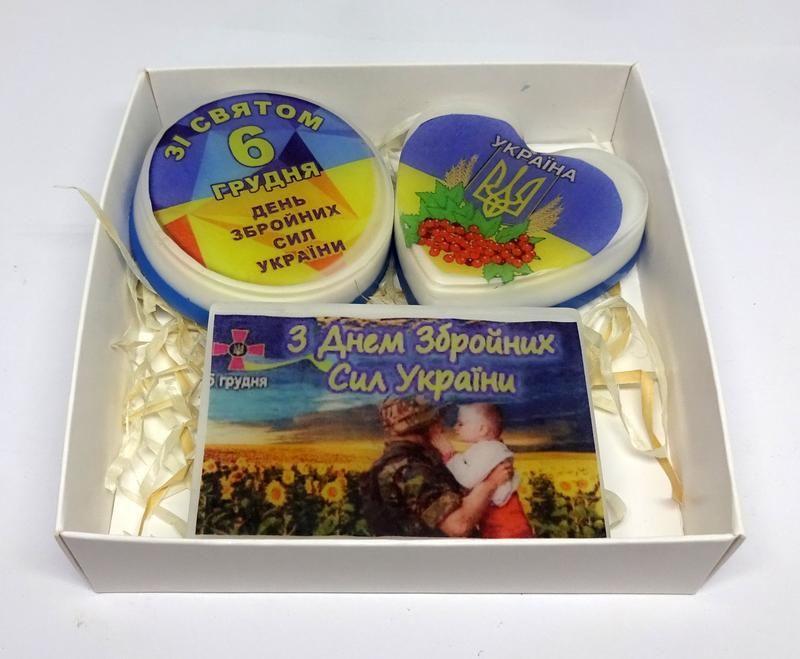 ЗІ СВЯТОМ
6
ГРУДНЯ
ДЕНЬ
ЗБРОЙНИХ
СИЛ
УКРАЇНИ
УКРАЇНА
З Днем Збройних
Сил України
6 грудня